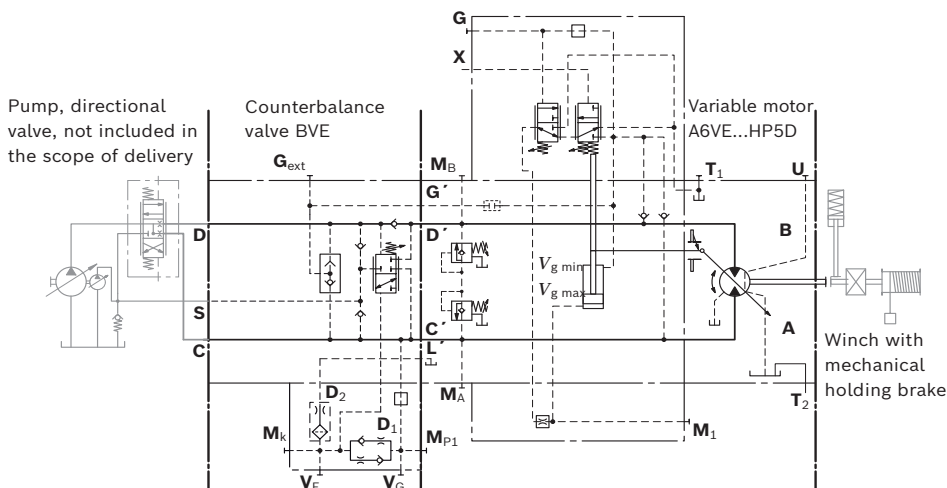 G
X
Pump, directional
valve, not included in
the scope of delivery
Counterbalance
valve BVE
Variable motor
A6VE...HP5D
Gext
MB
G′
T1
U
D
D′
B
Vg min
Vg max
S
C
C′
L′
A
Winch with
mechanical
holding brake
MA
T2
D2
D1
Mk
MP1
M1
VF
VG